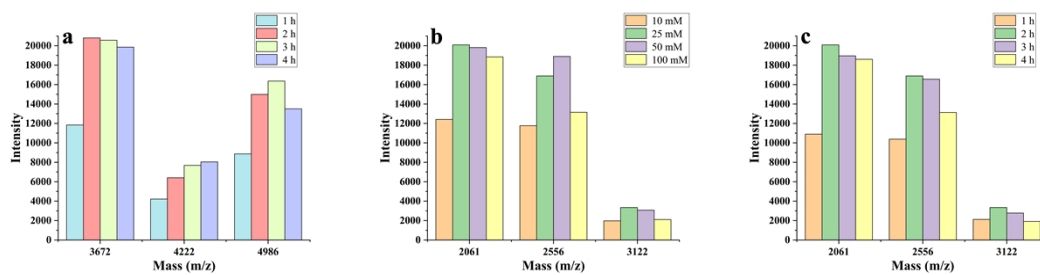 a
1 h
2 h
3 h
4 h
20000
18000
16000
14000
12000
10000
8000
6000
4000
2000
0
Intensity
3672
4222
4986
Mass (m/z)
b
10 mM
25 mM
50 mM
100 mM
20000
18000
16000
14000
12000
10000
8000
6000
4000
2000
0
Intensity
2061
2556
3122
Mass (m/z)
c
1 h
2 h
3 h
4 h
20000
18000
16000
14000
12000
10000
8000
6000
4000
2000
0
Intensity
2061
2556
3122
Mass (m/z)